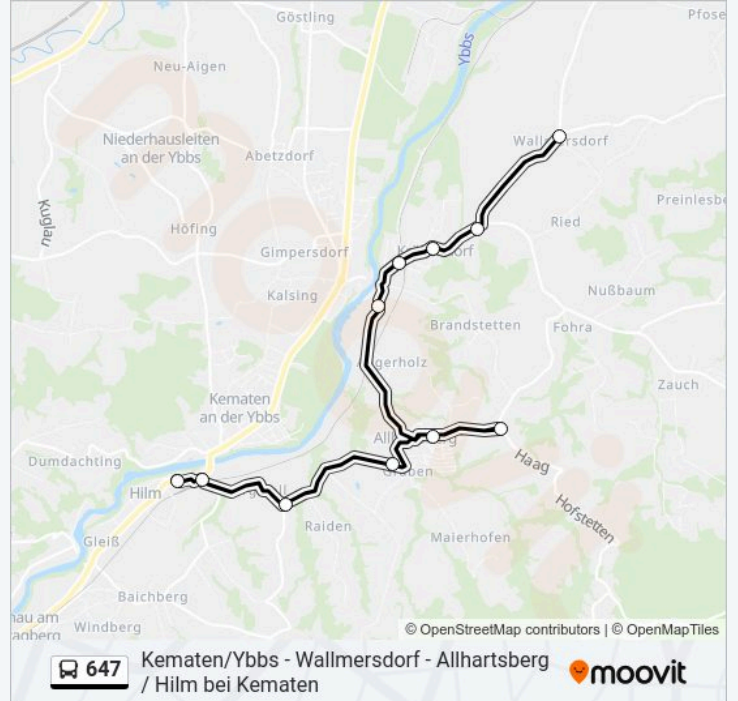 Göstling
Pfose
Ybbs
Neu-Aigen
Niederhausleiten
an der Ybbs
Abetzdorf
Kuglau
Preinlesbe
Höfing
Ried
Gimpersdorf
Kalsing
Nußbaum
Brandstetten
Fohra
Zauch
Kematen
an der Ybbs
Dumdachting
Haag
Hilm
Hofstetten
Raiden
Gleiß
Maierhofen
Baichberg
Windberg
© OpenStreetMap contributors | © OpenMapTiles
647
Kematen/Ybbs - Wallmersdorf - Allhartsberg
/ Hilm bei Kematen
moovit